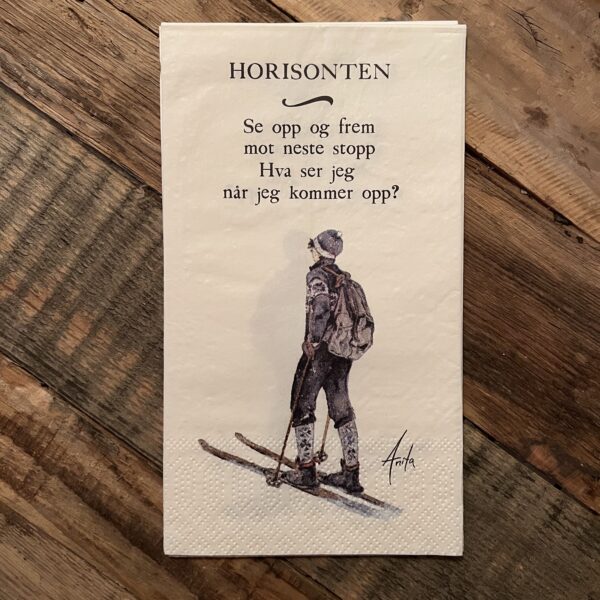 HORISONTEN
Se opp og frem
mot neste stopp
Hva ser jeg
når jeg kommer opp?
Anita